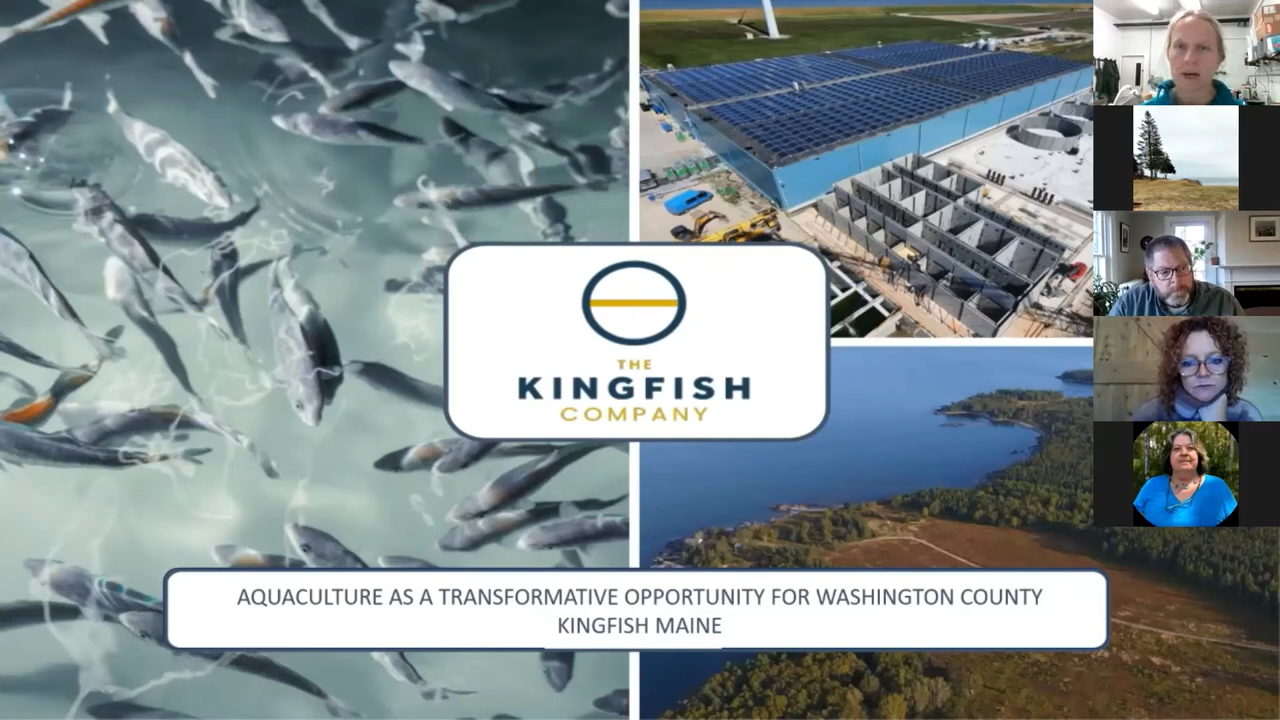 THE
KINGFISH
COMPANY
AQUACULTURE AS A TRANSFORMATIVE OPPORTUNITY FOR WASHINGTON COUNTY
KINGFISH MAINE